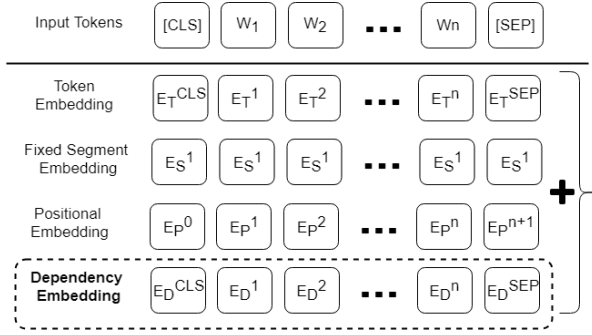 Input Tokens [CLS] W1 W2 ... Wn [SEP]
Token
Embedding ET^CLS ET^1 ET^2 ... ET^n ET^SEP
Fixed Segment
Embedding ES^1 ES^1 ES^1 ... ES^1 ES^1
Positional
Embedding EP^0 EP^1 EP^2 ... EP^n EP^n+1
Dependency
Embedding ED^CLS ED^1 ED^2 ... ED^n ED^SEP
+